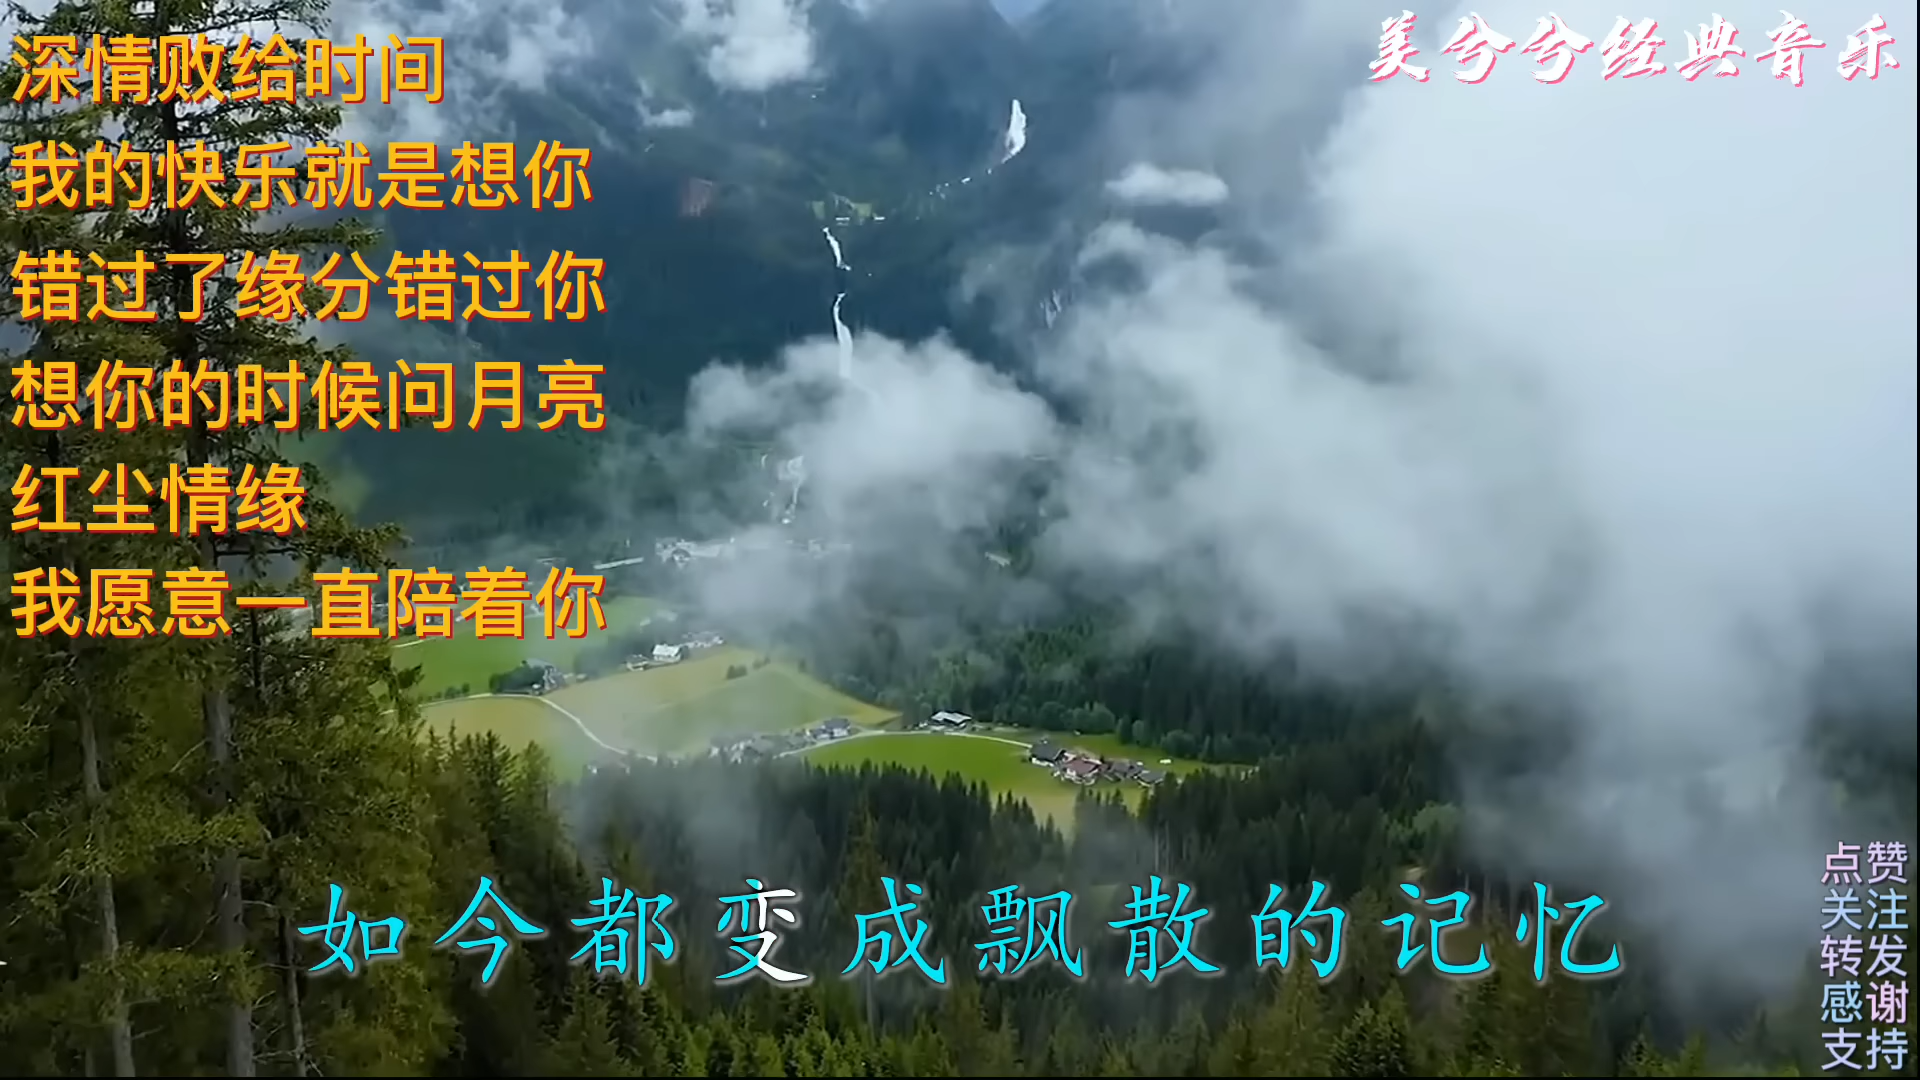 深情败给时间
美兮兮经典音乐
我的快乐就是想你
错过了缘分错过你
想你的时候问月亮
红尘情缘
我愿意一直陪着你
如今都变成飘散的记忆
点赞
关注
转发
感谢
支持